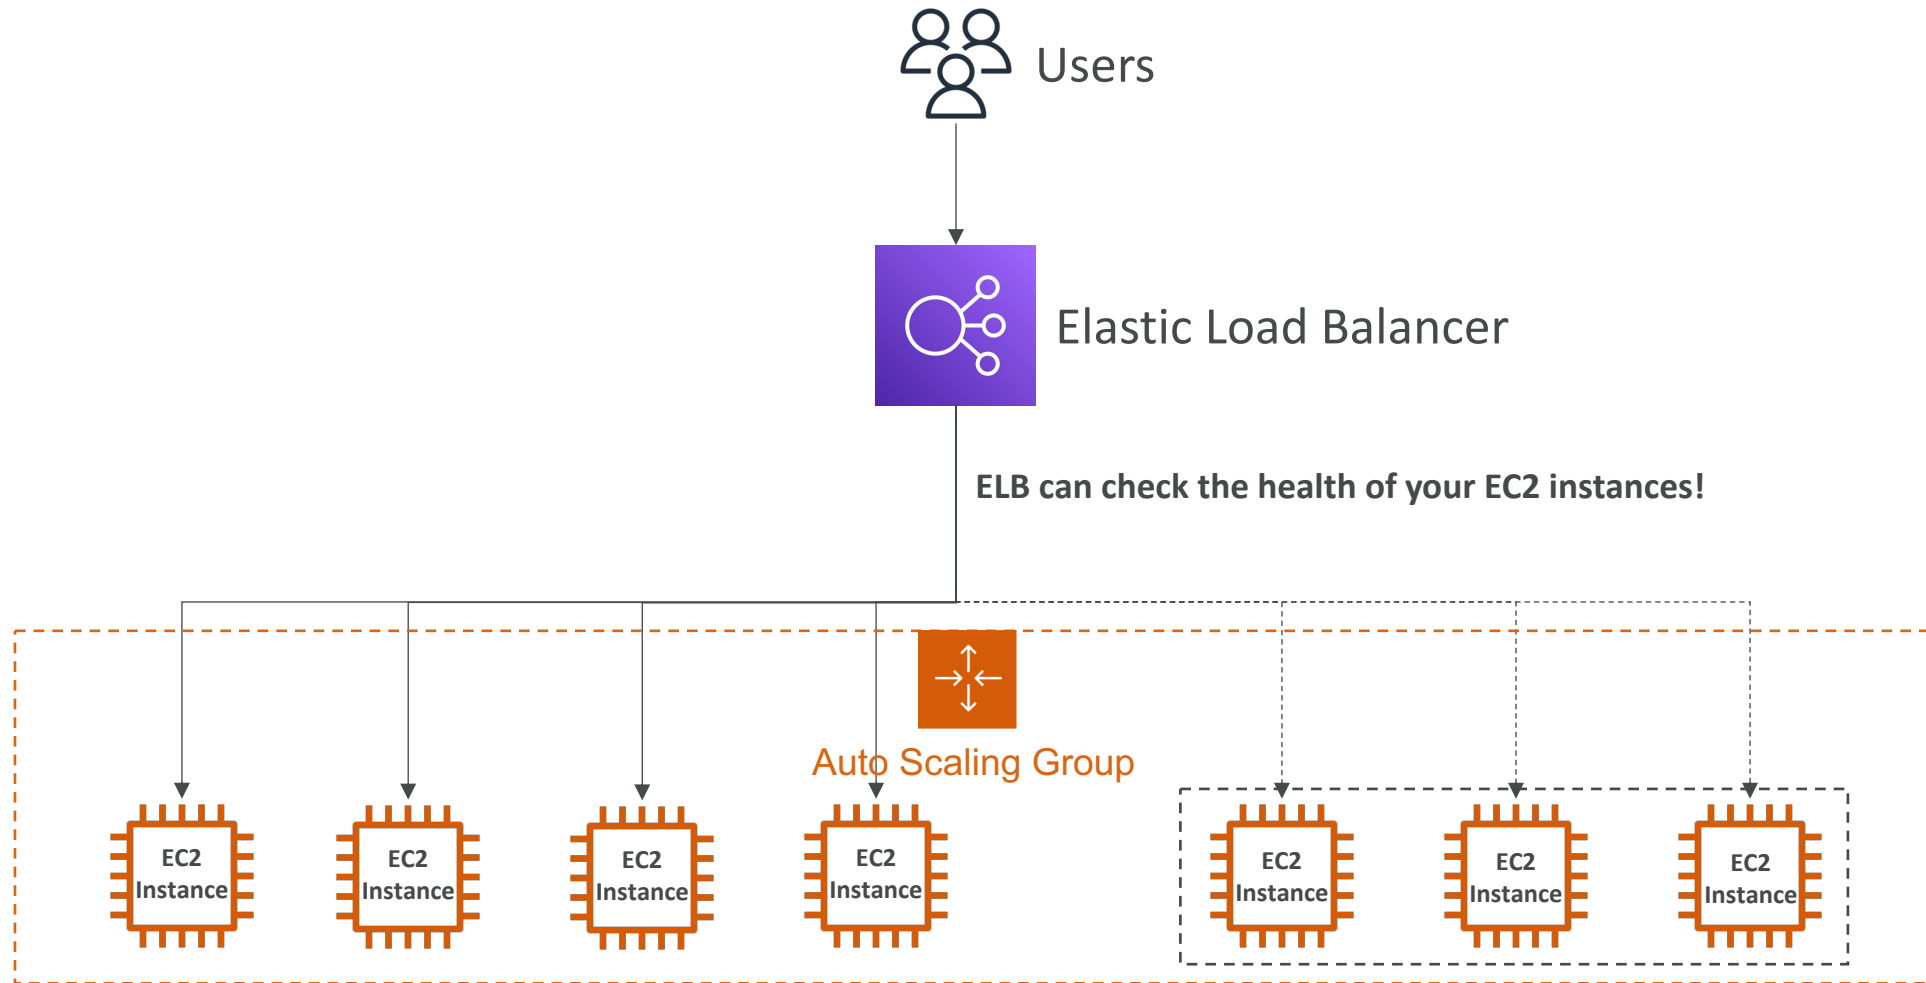 Users
Elastic Load Balancer
ELB can check the health of your EC2 instances!
Auto Scaling Group
EC2
Instance
EC2
Instance
EC2
Instance
EC2
Instance
EC2
Instance
EC2
Instance
EC2
Instance